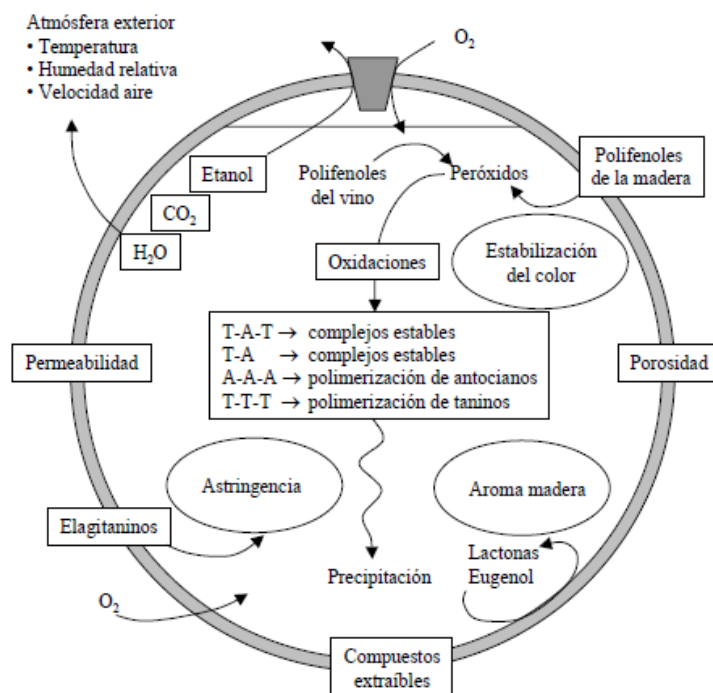 Atmósfera exterior
• Temperatura
• Humedad relativa
• Velocidad aire
O₂
Etanol
CO₂
H₂O
Polifenoles
del vino
Peróxidos
Polifenoles
de la madera
Oxidaciones
Estabilización
del color
T-A-T → complejos estables
T-A → complejos estables
A-A-A → polimerización de antocianos
T-T-T → polimerización de taninos
Permeabilidad
Porosidad
Astringencia
Aroma madera
Elagitaninos
Precipitación
Lactonas
Eugenol
O₂
Compuestos
extraíbles